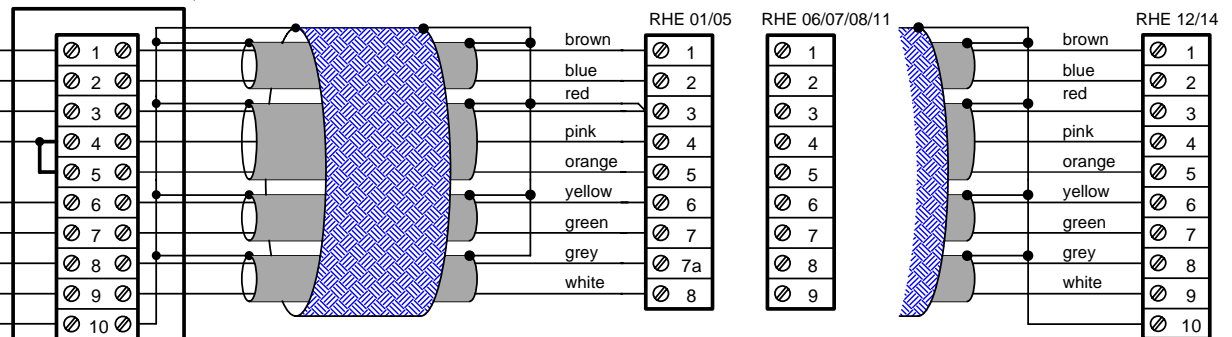 RHE 01/05 RHE 06/07/08/11 RHE 12/14
1 brown 1 1 brown 1
2 blue 2 2 blue 2
3 red 3 3 red 3
4 pink 4 4 pink 4
5 orange 5 5 orange 5
6 yellow 6 6 yellow 6
7 green 7 7 green 7
8 grey 7a 8 grey 8
9 white 8 9 white 9
10 10